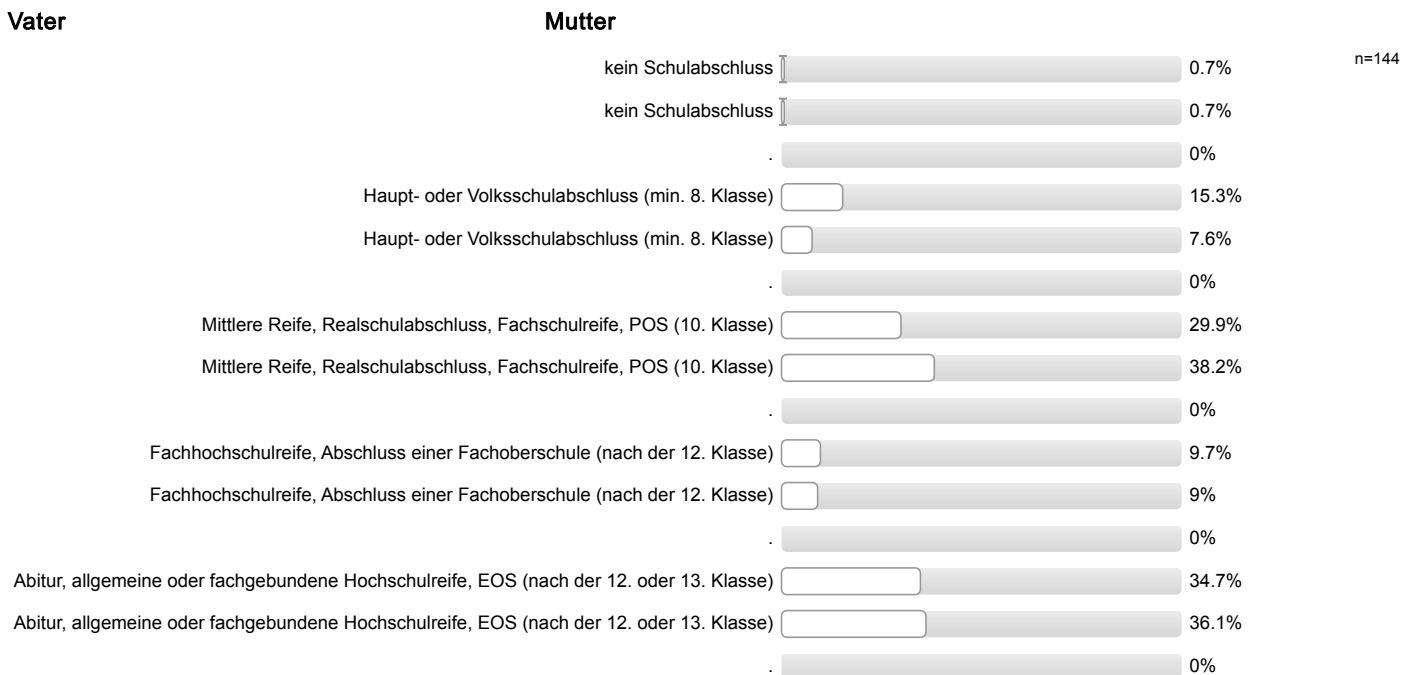 Vater Mutter
kein Schulabschluss 0.7% n=144
kein Schulabschluss 0.7%
. 0%
Haupt- oder Volksschulabschluss (min. 8. Klasse) 15.3%
Haupt- oder Volksschulabschluss (min. 8. Klasse) 7.6%
. 0%
Mittlere Reife, Realschulabschluss, Fachschulreife, POS (10. Klasse) 29.9%
Mittlere Reife, Realschulabschluss, Fachschulreife, POS (10. Klasse) 38.2%
. 0%
Fachhochschulreife, Abschluss einer Fachoberschule (nach der 12. Klasse) 9.7%
Fachhochschulreife, Abschluss einer Fachoberschule (nach der 12. Klasse) 9%
. 0%
Abitur, allgemeine oder fachgebundene Hochschulreife, EOS (nach der 12. oder 13. Klasse) 34.7%
Abitur, allgemeine oder fachgebundene Hochschulreife, EOS (nach der 12. oder 13. Klasse) 36.1%
. 0%